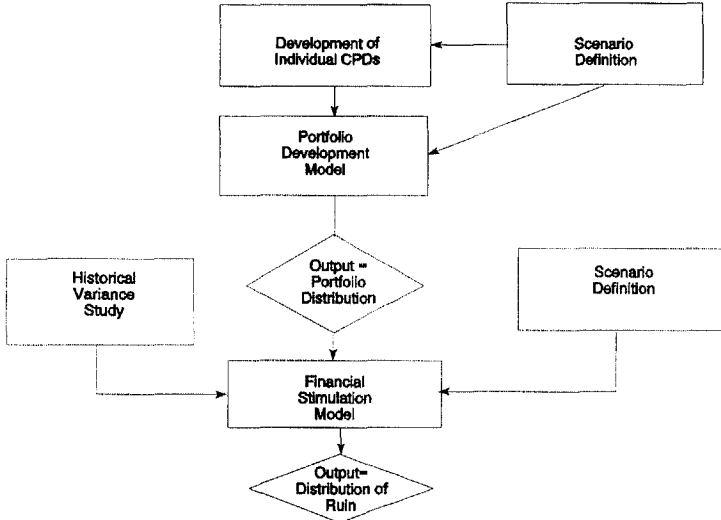 Development of
Individual CPDs
Scenario
Definition
Portfolio
Development
Model
Output =
Portfolio
Distribution
Historical
Variance
Study
Scenario
Definition
Financial
Stimulation
Model
Output=
Distribution of
Ruin